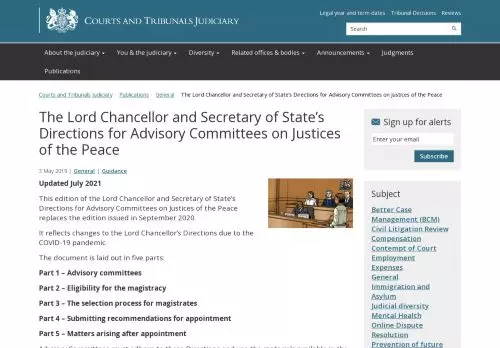 COURTS AND TRIBUNALS JUDICIARY
Legal year and term dates Tribunal Decisions Reviews
Search
About the judiciary You & the judiciary Diversity Related offices & bodies Announcements Judgments
Publications
Courts and Tribunals Judiciary Publications General The Lord Chancellor and Secretary of State's Directions for Advisory Committees on Justices of the Peace
The Lord Chancellor and Secretary of State's
Directions for Advisory Committees on Justices
of the Peace
3 May 2019 | General | Guidance
Updated July 2021
This edition of the Lord Chancellor and Secretary of State's
Directions for Advisory Committees on Justices of the Peace
replaces the edition issued in September 2020.
It reflects changes to the Lord Chancellor's Directions due to the
COVID-19 pandemic.
The document is laid out in five parts:
Part 1 – Advisory committees
Part 2 – Eligibility for the magistracy
Part 3 – The selection process for magistrates
Part 4 – Submitting recommendations for appointment
Part 5 – Matters arising after appointment
Sign up for alerts
Enter your email
Subscribe
Subject
Better Case
Management (BCM)
Civil Litigation Review
Compensation
Contempt of Court
Employment
Expenses
General
Immigration and
Asylum
Judicial diversity
Mental Health
Online Dispute
Resolution
Prevention of future